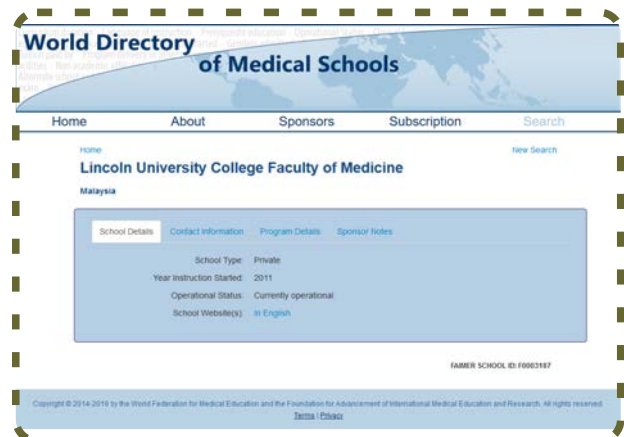 World Directory
of Medical Schools
Home About Sponsors Subscription Search
Home New Search
Lincoln University College Faculty of Medicine
Malaysia
School Details Contact Information Program Details Sponsor Notes
School Type: Private
Year Instruction Started: 2011
Operational Status: Currently operational
School Website(s): In English
FAIMER SCHOOL ID: F0003187
Copyright © 2014-2019 by the World Federation for Medical Education and the Foundation for Advancement of International Medical Education and Research. All rights reserved.
Terms | Privacy